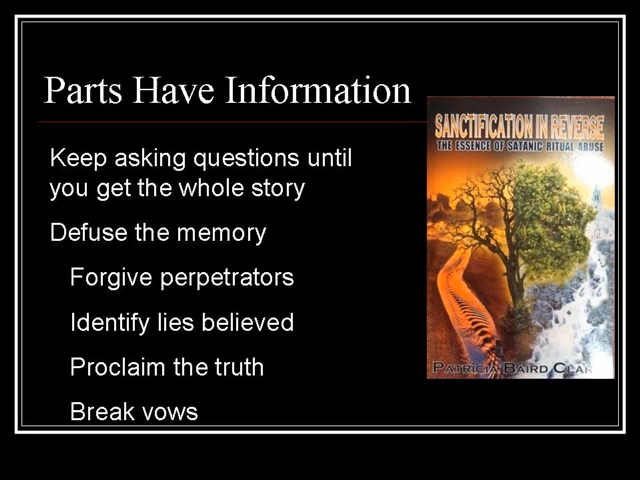 Parts Have Information
Keep asking questions until
you get the whole story
Defuse the memory
Forgive perpetrators
Identify lies believed
Proclaim the truth
Break vows
SANCTIFICATION IN REVERSE
THE ESSENCE OF SATANIC RITUAL ABUSE
PATRICIA BAIRD CLAR